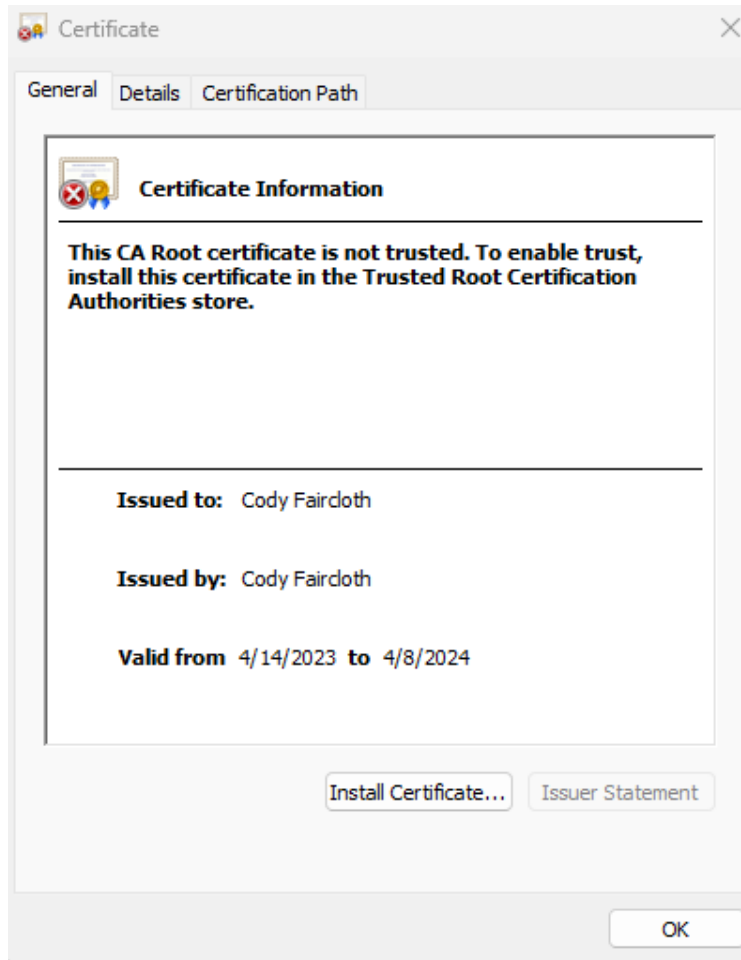 Certificate
General Details Certification Path
Certificate Information
This CA Root certificate is not trusted. To enable trust,
install this certificate in the Trusted Root Certification
Authorities store.
Issued to: Cody Faircloth
Issued by: Cody Faircloth
Valid from 4/14/2023 to 4/8/2024
Install Certificate... Issuer Statement
OK